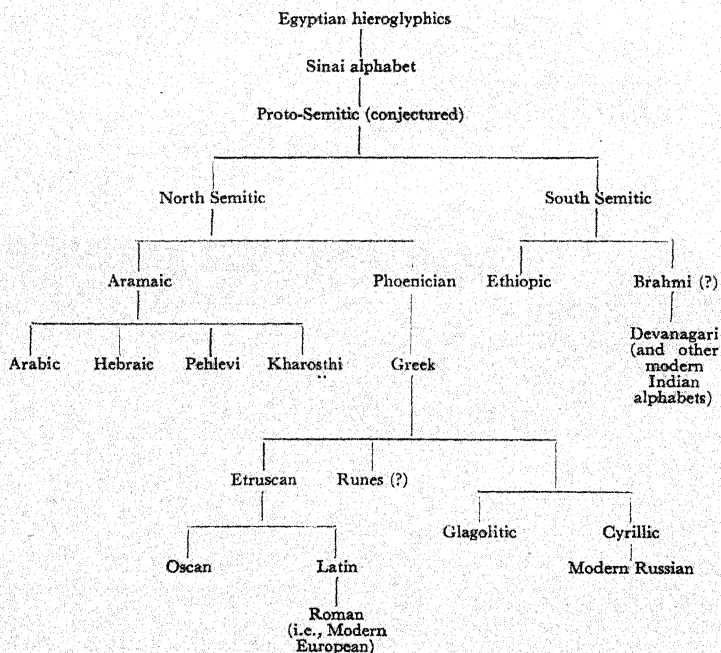 Egyptian hieroglyphics
Sinai alphabet
Proto-Semitic (conjectured)
North Semitic
South Semitic
Aramaic
Phoenician
Ethiopic
Brahmi (?)
Arabic
Hebraic
Pehlevi
Kharosthi
Greek
Devanagari
(and other
modern
Indian
alphabets)
Etruscan
Runes (?)
Glagolitic
Cyrillic
Oscan
Latin
Modern Russian
Roman
(i.e., Modern
European)